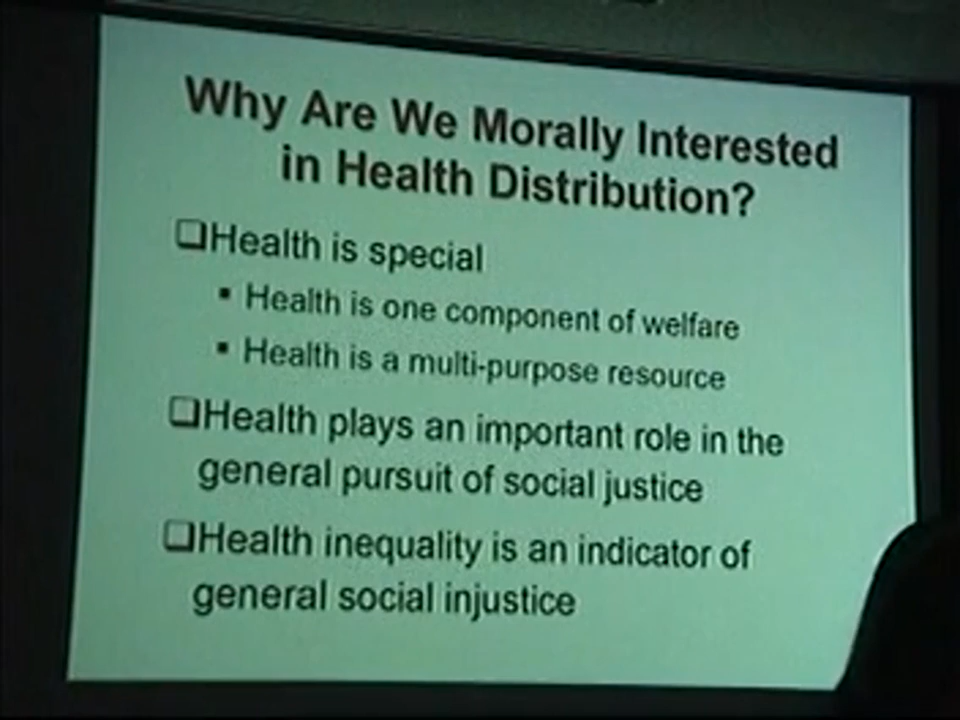 Why Are We Morally Interested
in Health Distribution?
❑Health is special
▪ Health is one component of welfare
▪ Health is a multi-purpose resource
❑Health plays an important role in the
general pursuit of social justice
❑Health inequality is an indicator of
general social injustice